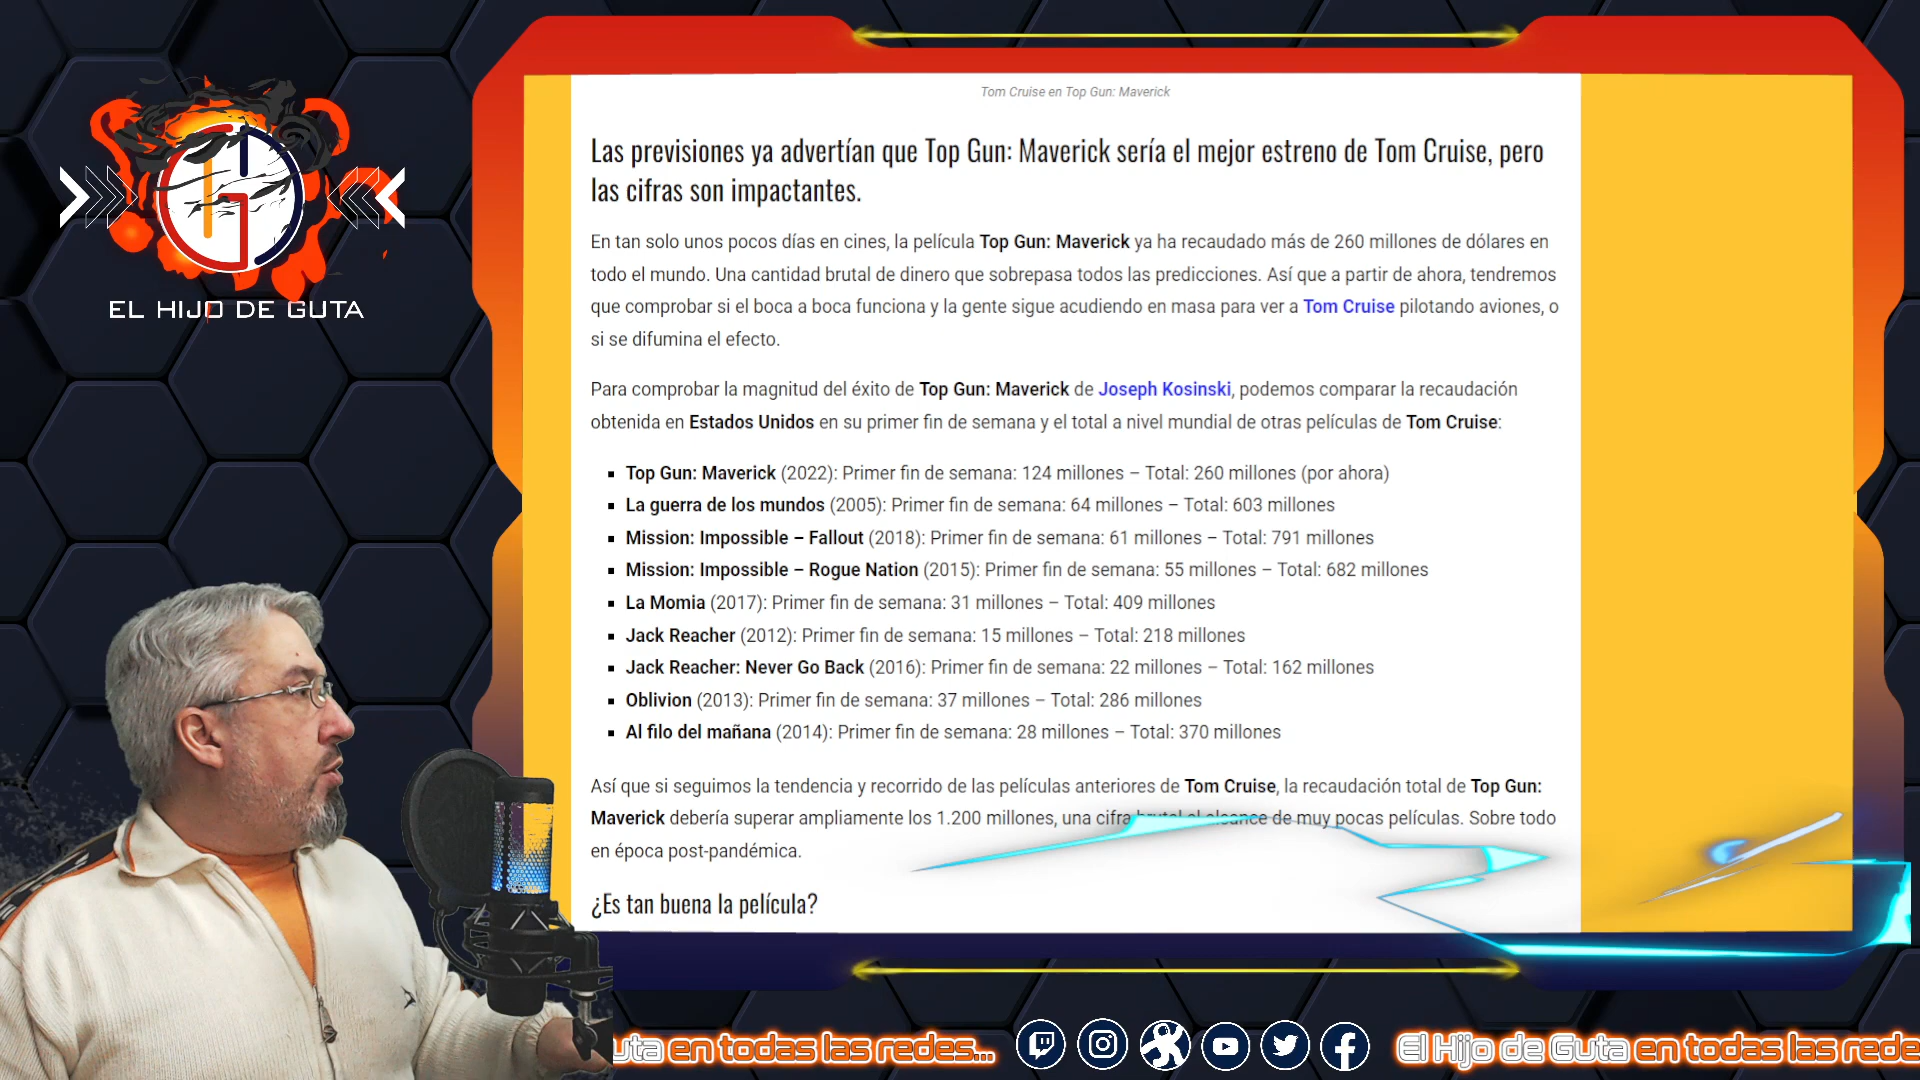 Tom Cruise en Top Gun: Maverick
Las previsiones ya advertían que Top Gun: Maverick sería el mejor estreno de Tom Cruise, pero
las cifras son impactantes.
En tan solo unos pocos días en cines, la película Top Gun: Maverick ya ha recaudado más de 260 millones de dólares en
todo el mundo. Una cantidad brutal de dinero que sobrepasa todos las predicciones. Así que a partir de ahora, tendremos
que comprobar si el boca a boca funciona y la gente sigue acudiendo en masa para ver a Tom Cruise pilotando aviones, o
si se difumina el efecto.
Para comprobar la magnitud del éxito de Top Gun: Maverick de Joseph Kosinski, podemos comparar la recaudación
obtenida en Estados Unidos en su primer fin de semana y el total a nivel mundial de otras películas de Tom Cruise:
▪ Top Gun: Maverick (2022): Primer fin de semana: 124 millones – Total: 260 millones (por ahora)
▪ La guerra de los mundos (2005): Primer fin de semana: 64 millones – Total: 603 millones
▪ Mission: Impossible – Fallout (2018): Primer fin de semana: 61 millones – Total: 791 millones
▪ Mission: Impossible – Rogue Nation (2015): Primer fin de semana: 55 millones – Total: 682 millones
▪ La Momia (2017): Primer fin de semana: 31 millones – Total: 409 millones
▪ Jack Reacher (2012): Primer fin de semana: 15 millones – Total: 218 millones
▪ Jack Reacher: Never Go Back (2016): Primer fin de semana: 22 millones – Total: 162 millones
▪ Oblivion (2013): Primer fin de semana: 37 millones – Total: 286 millones
▪ Al filo del mañana (2014): Primer fin de semana: 28 millones – Total: 370 millones
Así que si seguimos la tendencia y recorrido de las películas anteriores de Tom Cruise, la recaudación total de Top Gun:
Maverick debería superar ampliamente los 1.200 millones, una cifra brutal al alcance de muy pocas películas. Sobre todo
en época post-pandémica.
¿Es tan buena la película?
EL HIJO DE GUTA
uta en todas las redes...
El Hijo de Guta en todas las rede